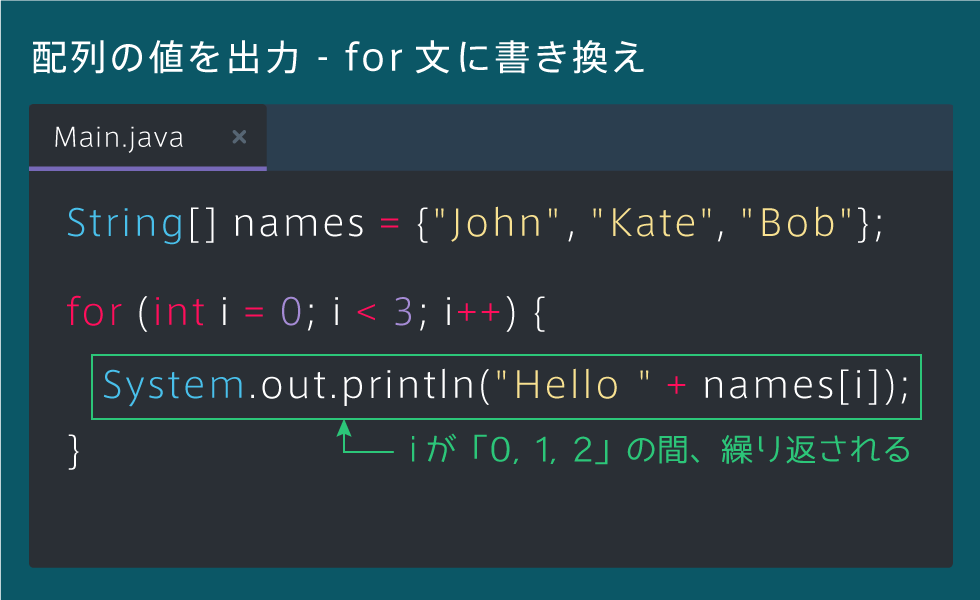 配列の値を出力 - for 文に書き換え
Main.java ×
String[] names = {"John", "Kate", "Bob"};
for (int i = 0; i < 3; i++) {
System.out.println("Hello " + names[i]);
}
i が「0, 1, 2」の間、繰り返される